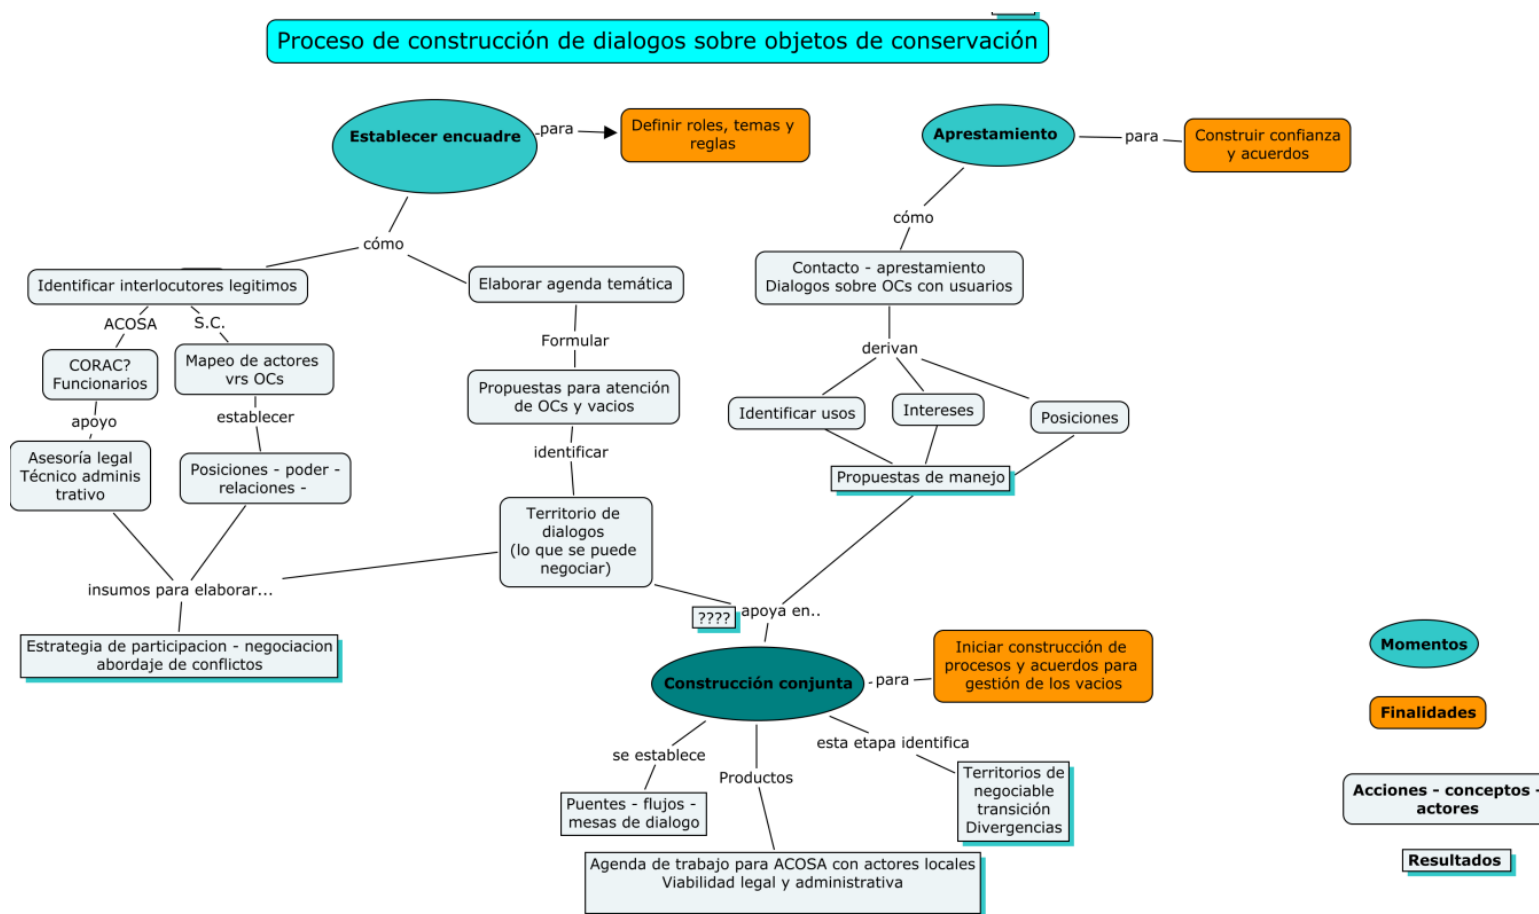 Proceso de construcción de dialogos sobre objetos de conservación
Establecer encuadre
para
Definir roles, temas y
reglas
Aprestamiento
para
Construir confianza
y acuerdos
cómo
cómo
Identificar interlocutores legitimos
Elaborar agenda temática
Contacto - aprestamiento
Dialogos sobre OCs con usuarios
ACOSA
S.C.
Formular
derivan
CORAC?
Funcionarios
Mapeo de actores
vrs OCs
Propuestas para atención
de OCs y vacios
Identificar usos
Intereses
Posiciones
apoyo
establecer
identificar
Asesoría legal
Técnico adminis
trativo
Posiciones - poder -
relaciones -
Propuestas de manejo
Territorio de
dialogos
(lo que se puede
negociar)
insumos para elaborar...
????
apoya en..
Estrategia de participacion - negociacion
abordaje de conflictos
Construcción conjunta
para
Iniciar construcción de
procesos y acuerdos para
gestión de los vacios
se establece
Productos
esta etapa identifica
Puentes - flujos -
mesas de dialogo
Territorios de
negociable
transición
Divergencias
Agenda de trabajo para ACOSA con actores locales
Viabilidad legal y administrativa
Momentos
Finalidades
Acciones - conceptos -
actores
Resultados